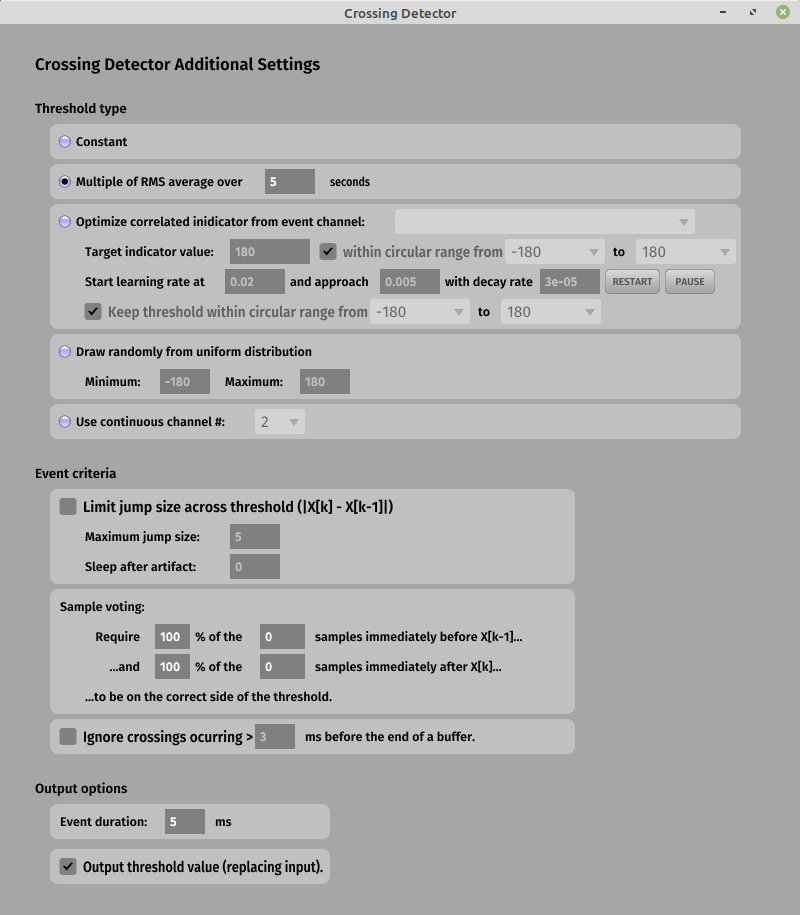 Crossing Detector
Crossing Detector Additional Settings
Threshold type
Constant
Multiple of RMS average over 5 seconds
Optimize correlated inidicator from event channel:
Target indicator value: 180 within circular range from -180 to 180
Start learning rate at 0.02 and approach 0.005 with decay rate 3e-05 RESTART PAUSE
Keep threshold within circular range from -180 to 180
Draw randomly from uniform distribution
Minimum: -180 Maximum: 180
Use continuous channel #: 2
Event criteria
Limit jump size across threshold (|X[k] - X[k-1]|)
Maximum jump size: 5
Sleep after artifact: 0
Sample voting:
Require 100 % of the 0 samples immediately before X[k-1]...
...and 100 % of the 0 samples immediately after X[k]...
...to be on the correct side of the threshold.
Ignore crossings ocurring > 3 ms before the end of a buffer.
Output options
Event duration: 5 ms
Output threshold value (replacing input).